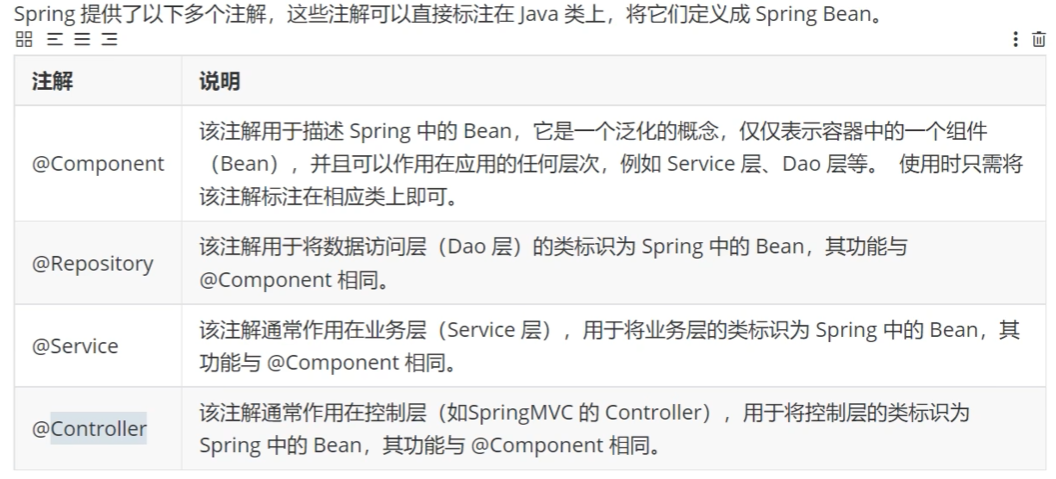 Spring 提供了以下多个注解，这些注解可以直接标注在 Java 类上，将它们定义成 Spring Bean。
注解 说明
@Component
该注解用于描述 Spring 中的 Bean，它是一个泛化的概念，仅仅表示容器中的一个组件
（Bean），并且可以作用在应用的任何层次，例如 Service 层、Dao 层等。 使用时只需将
该注解标注在相应类上即可。
@Repository
该注解用于将数据访问层（Dao 层）的类标识为 Spring 中的 Bean，其功能与
@Component 相同。
@Service
该注解通常作用在业务层（Service 层），用于将业务层的类标识为 Spring 中的 Bean，其
功能与 @Component 相同。
@Controller
该注解通常作用在控制层（如SpringMVC 的 Controller），用于将控制层的类标识为
Spring 中的 Bean，其功能与 @Component 相同。